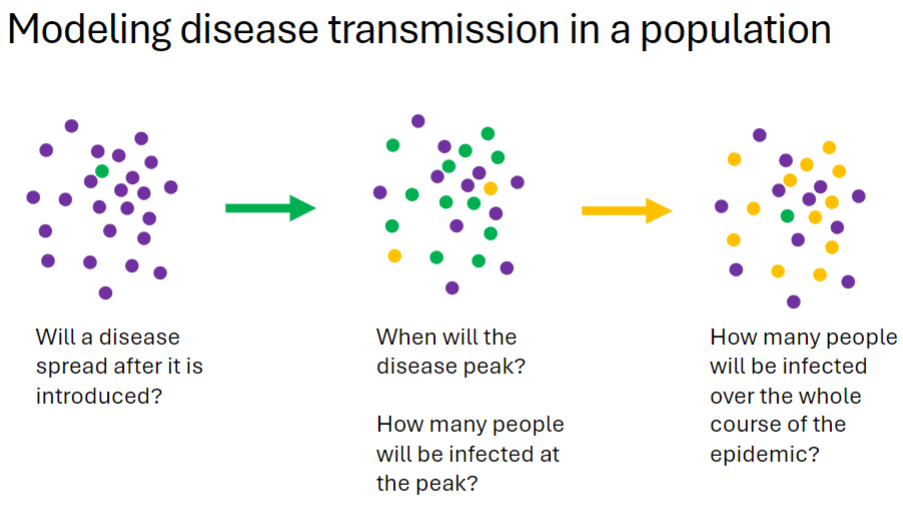 Modeling disease transmission in a population
Will a disease
spread after it is
introduced?
When will the
disease peak?
How many people
will be infected at
the peak?
How many people
will be infected
over the whole
course of the
epidemic?